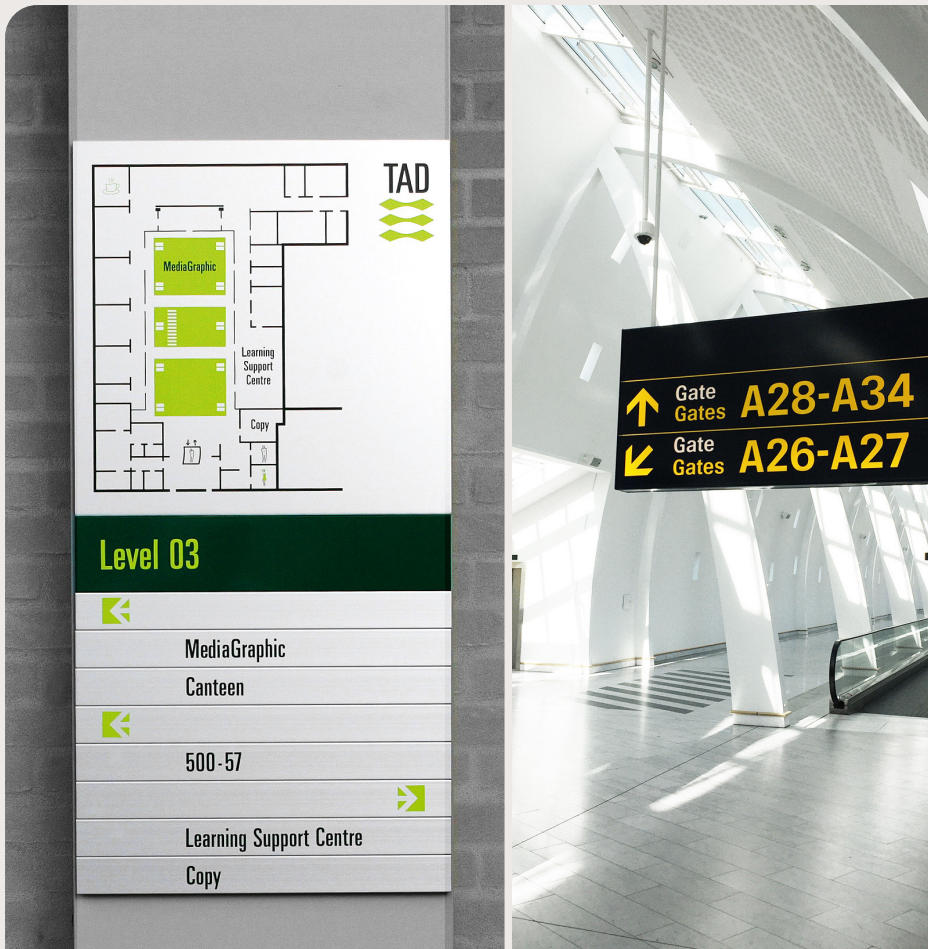 TAD
MediaGraphic
Learning
Support
Centre
Copy
Level 03
MediaGraphic
Canteen
500-57
Learning Support Centre
Copy
Gate
Gates
A28-A34
Gate
Gates
A26-A27